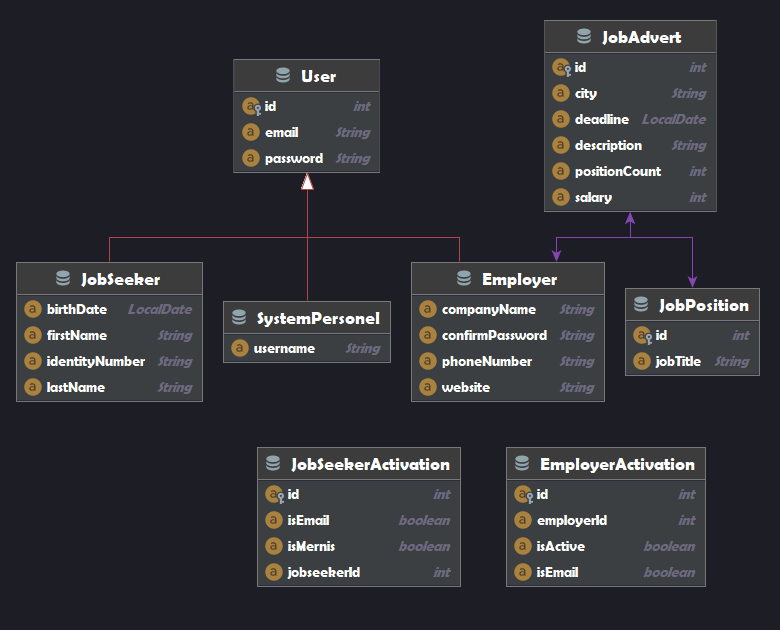 User
id int
email String
password String
JobAdvert
id int
city String
deadline LocalDate
description String
positionCount int
salary int
JobSeeker
birthDate LocalDate
firstName String
identityNumber String
lastName String
SystemPersonel
username String
Employer
companyName String
confirmPassword String
phoneNumber String
website String
JobPosition
id int
jobTitle String
JobSeekerActivation
id int
isEmail boolean
isMernis boolean
jobseekerId int
EmployerActivation
id int
employerId int
isActive boolean
isEmail boolean